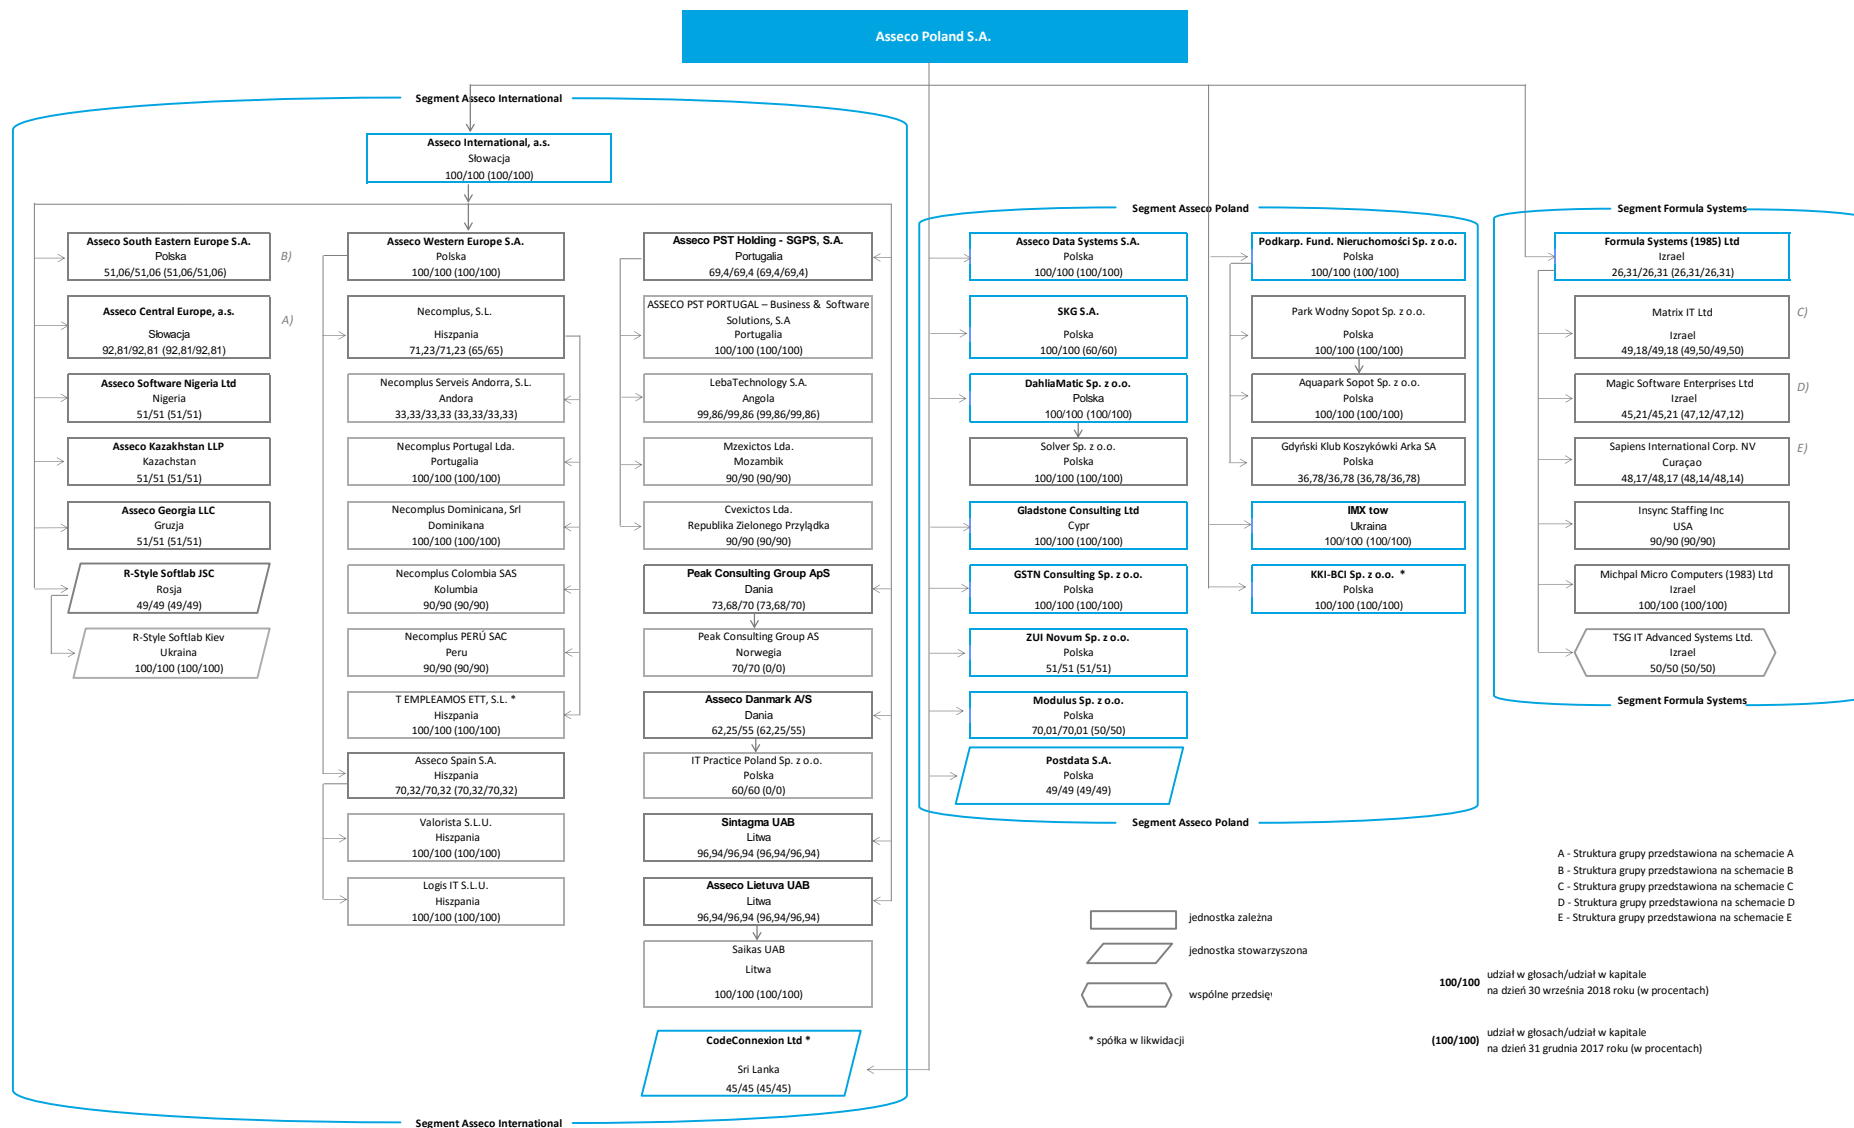 Asseco Poland S.A.
Segment Asseco International
Asseco International, a.s.
Słowacja
100/100 (100/100)
Asseco South Eastern Europe S.A.
Polska
51,06/51,06 (51,06/51,06)
B)
Asseco Central Europe, a.s.
Słowacja
92,81/92,81 (92,81/92,81)
A)
Asseco Software Nigeria Ltd
Nigeria
51/51 (51/51)
Asseco Kazakhstan LLP
Kazachstan
51/51 (51/51)
Asseco Georgia LLC
Gruzja
51/51 (51/51)
R-Style Softlab JSC
Rosja
49/49 (49/49)
R-Style Softlab Kiev
Ukraina
100/100 (100/100)
Asseco Western Europe S.A.
Polska
100/100 (100/100)
Necomplus, S.L.
Hiszpania
71,23/71,23 (65/65)
Necomplus Serveis Andorra, S.L.
Andora
33,33/33,33 (33,33/33,33)
Necomplus Portugal Lda.
Portugalia
100/100 (100/100)
Necomplus Dominicana, Srl
Dominikana
100/100 (100/100)
Necomplus Colombia SAS
Kolumbia
90/90 (90/90)
Necomplus PERÚ SAC
Peru
90/90 (90/90)
T EMPLEAMOS ETT, S.L. *
Hiszpania
100/100 (100/100)
Asseco Spain S.A.
Hiszpania
70,32/70,32 (70,32/70,32)
Valorista S.L.U.
Hiszpania
100/100 (100/100)
Logis IT S.L.U.
Hiszpania
100/100 (100/100)
Asseco PST Holding - SGPS, S.A.
Portugalia
69,4/69,4 (69,4/69,4)
ASSECO PST PORTUGAL – Business & Software
Solutions, S.A
Portugalia
100/100 (100/100)
LebaTechnology S.A.
Angola
99,86/99,86 (99,86/99,86)
Mzexictos Lda.
Mozambik
90/90 (90/90)
Cvexictos Lda.
Republika Zielonego Przylądka
90/90 (90/90)
Peak Consulting Group ApS
Dania
73,68/70 (73,68/70)
Peak Consulting Group AS
Norwegia
70/70 (0/0)
Asseco Danmark A/S
Dania
62,25/55 (62,25/55)
IT Practice Poland Sp. z o.o.
Polska
60/60 (0/0)
Sintagma UAB
Litwa
96,94/96,94 (96,94/96,94)
Asseco Lietuva UAB
Litwa
96,94/96,94 (96,94/96,94)
Saikas UAB
Litwa
100/100 (100/100)
CodeConnexion Ltd *
Sri Lanka
45/45 (45/45)
Segment Asseco International
Segment Asseco Poland
Asseco Data Systems S.A.
Polska
100/100 (100/100)
SKG S.A.
Polska
100/100 (60/60)
DahliaMatic Sp. z o.o.
Polska
100/100 (100/100)
Solver Sp. z o.o.
Polska
100/100 (100/100)
Gladstone Consulting Ltd
Cypr
100/100 (100/100)
GSTN Consulting Sp. z o.o.
Polska
100/100 (100/100)
ZUI Novum Sp. z o.o.
Polska
51/51 (51/51)
Modulus Sp. z o.o.
Polska
70,01/70,01 (50/50)
Postdata S.A.
Polska
49/49 (49/49)
Podkarp. Fund. Nieruchomości Sp. z o.o.
Polska
100/100 (100/100)
Park Wodny Sopot Sp. z o.o.
Polska
100/100 (100/100)
Aquapark Sopot Sp. z o.o.
Polska
100/100 (100/100)
Gdyński Klub Koszykówki Arka SA
Polska
36,78/36,78 (36,78/36,78)
IMX tow
Ukraina
100/100 (100/100)
KKI-BCI Sp. z o.o. *
Polska
100/100 (100/100)
Segment Asseco Poland
Segment Formula Systems
Formula Systems (1985) Ltd
Izrael
26,31/26,31 (26,31/26,31)
Matrix IT Ltd
Izrael
49,18/49,18 (49,50/49,50)
C)
Magic Software Enterprises Ltd
Izrael
45,21/45,21 (47,12/47,12)
D)
Sapiens International Corp. NV
Curaçao
48,17/48,17 (48,14/48,14)
E)
Insync Staffing Inc
USA
90/90 (90/90)
Michpal Micro Computers (1983) Ltd
Izrael
100/100 (100/100)
TSG IT Advanced Systems Ltd.
Izrael
50/50 (50/50)
Segment Formula Systems
A - Struktura grupy przedstawiona na schemacie A
B - Struktura grupy przedstawiona na schemacie B
C - Struktura grupy przedstawiona na schemacie C
D - Struktura grupy przedstawiona na schemacie D
E - Struktura grupy przedstawiona na schemacie E
jednostka zależna
jednostka stowarzyszona
wspólne przedsię
* spółka w likwidacji
100/100 udział w głosach/udział w kapitale
na dzień 30 września 2018 roku (w procentach)
(100/100) udział w głosach/udział w kapitale
na dzień 31 grudnia 2017 roku (w procentach)